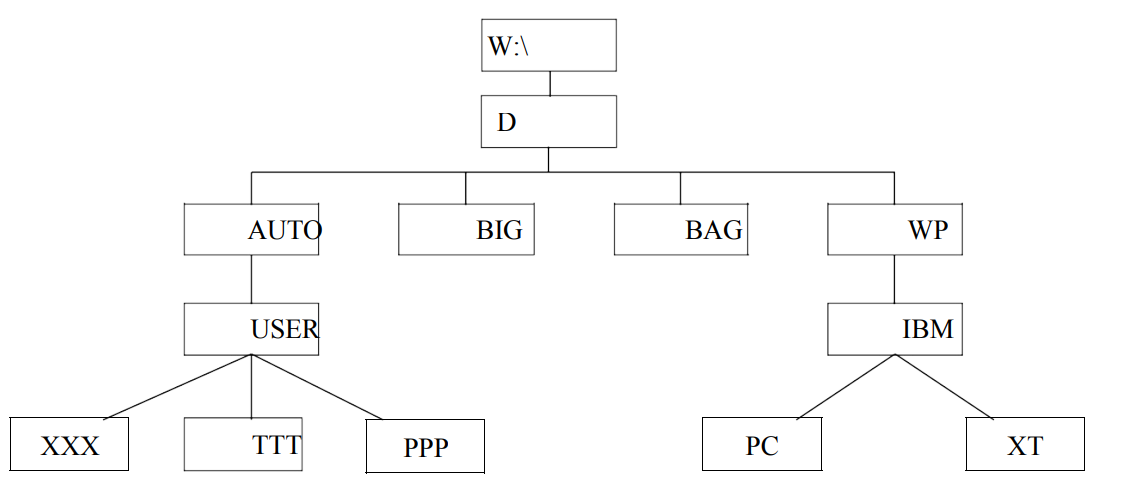 W:\
D
AUTO
BIG
BAG
WP
USER
IBM
XXX
TTT
PPP
PC
XT